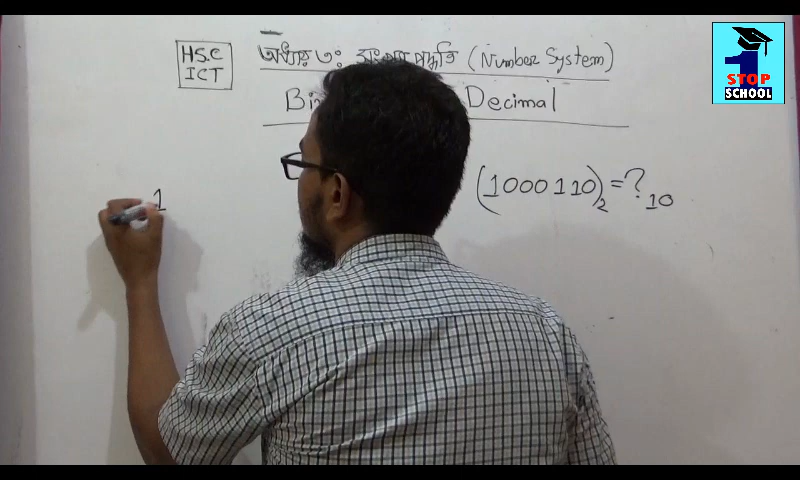 HS.C
ICT
অধ্যায় ৩ঃ সংখ্যা পদ্ধতি (Number System)
Decimal
1
(1000110)₂=?₁₀
1
STOP
SCHOOL